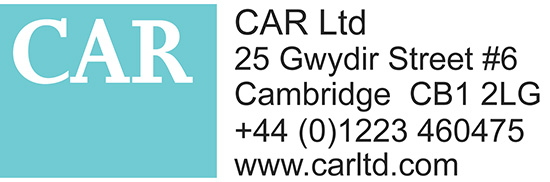 CAR
CAR Ltd
25 Gwydir Street #6
Cambridge  CB1 2LG
+44 (0)1223 460475
www.carltd.com